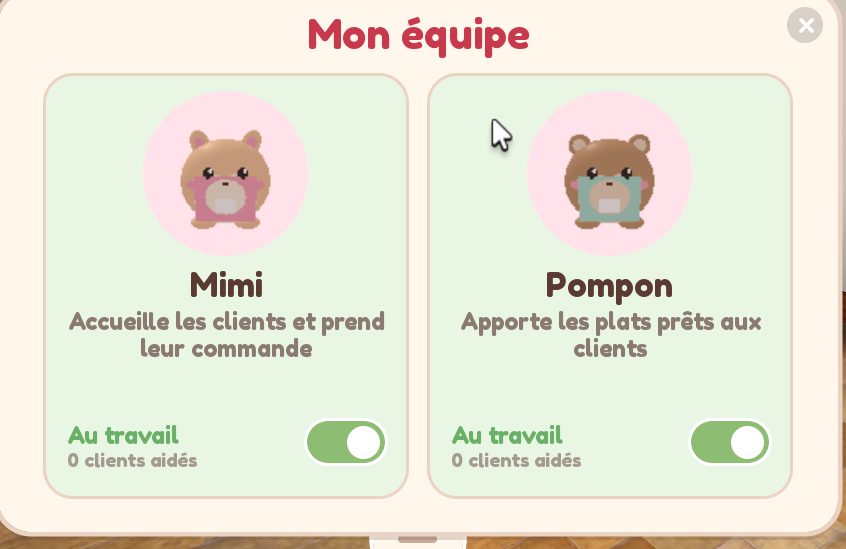 Mon équipe
Mimi
Accueille les clients et prend
leur commande
Au travail
0 clients aidés
Pompon
Apporte les plats prêts aux
clients
Au travail
0 clients aidés